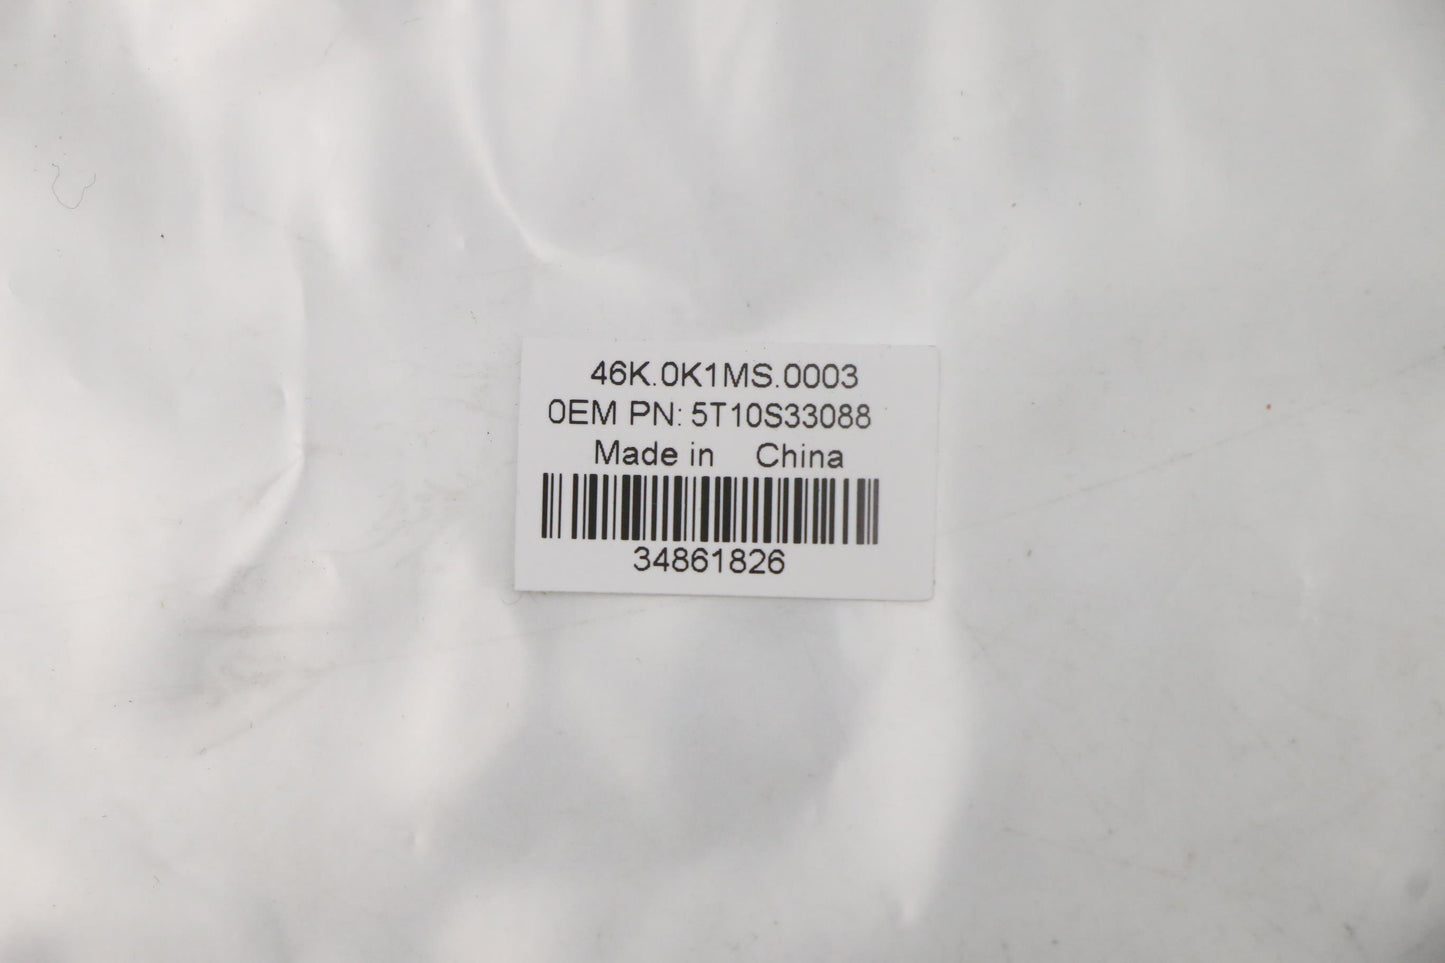 46K.0K1MS.0003
0EM PN: 5T10S33088
Made in China
34861826